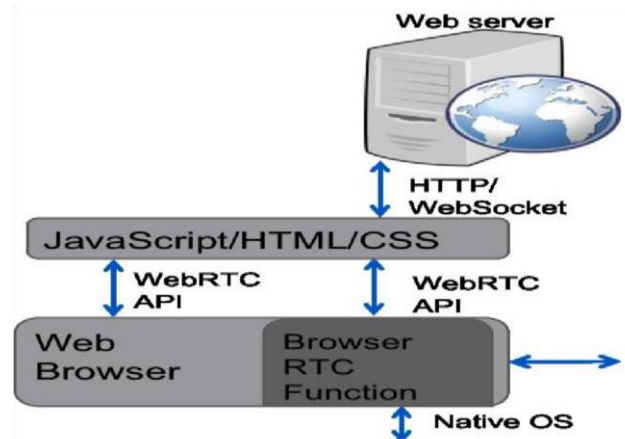 Web server
HTTP/
WebSocket
JavaScript/HTML/CSS
WebRTC
API
WebRTC
API
Web
Browser
Browser
RTC
Function
Native OS